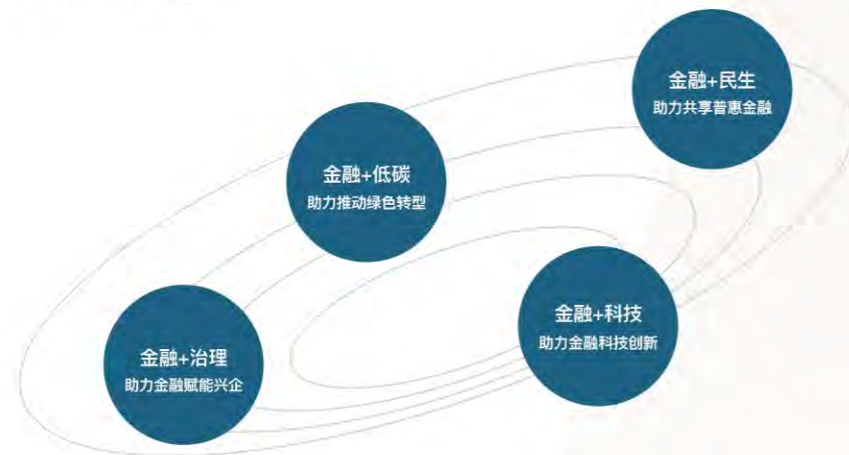 金融+民生
助力共享普惠金融
金融+低碳
助力推动绿色转型
金融+科技
助力金融科技创新
金融+治理
助力金融赋能兴企